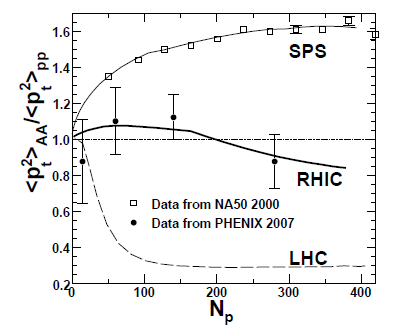 <p_t^2>_AA/<p_t^2>_pp
1.6
1.4
1.2
1.0
0.8
0.6
0.4
0.2
SPS
RHIC
Data from NA50 2000
Data from PHENIX 2007
LHC
0 100 200 300 400
N_p